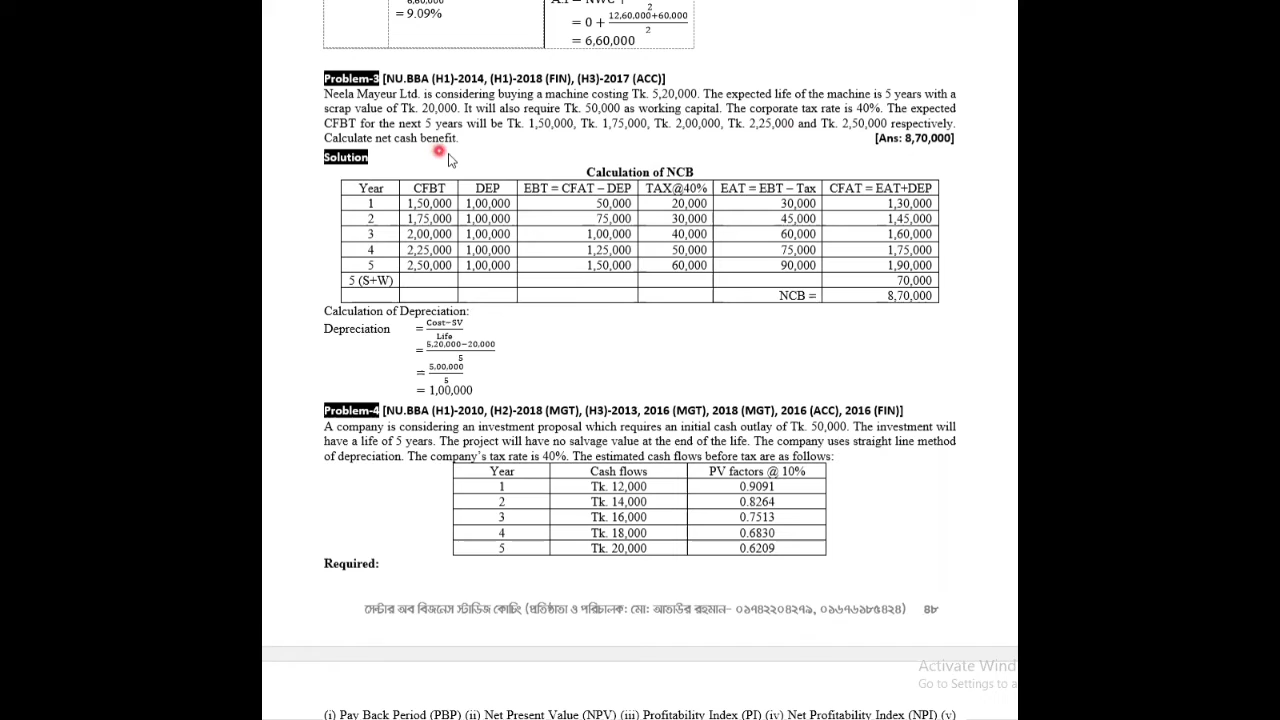 6,60,000
= 9.09%
A.I = NWC + 2
= 0 + 12,60,000+60,000 / 2
= 6,60,000
Problem-3 [NU.BBA (H1)-2014, (H1)-2018 (FIN), (H3)-2017 (ACC)]
Neela Mayeur Ltd. is considering buying a machine costing Tk. 5,20,000. The expected life of the machine is 5 years with a
scrap value of Tk. 20,000. It will also require Tk. 50,000 as working capital. The corporate tax rate is 40%. The expected
CFBT for the next 5 years will be Tk. 1,50,000, Tk. 1,75,000, Tk. 2,00,000, Tk. 2,25,000 and Tk. 2,50,000 respectively.
Calculate net cash benefit. [Ans: 8,70,000]
Solution
Calculation of NCB
Year CFBT DEP EBT = CFAT – DEP TAX@40% EAT = EBT – Tax CFAT = EAT+DEP
1 1,50,000 1,00,000 50,000 20,000 30,000 1,30,000
2 1,75,000 1,00,000 75,000 30,000 45,000 1,45,000
3 2,00,000 1,00,000 1,00,000 40,000 60,000 1,60,000
4 2,25,000 1,00,000 1,25,000 50,000 75,000 1,75,000
5 2,50,000 1,00,000 1,50,000 60,000 90,000 1,90,000
5 (S+W) 70,000
NCB = 8,70,000
Calculation of Depreciation:
Depreciation = Cost−SV / Life
= 5,20,000−20,000 / 5
= 5,00,000 / 5
= 1,00,000
Problem-4 [NU.BBA (H1)-2010, (H2)-2018 (MGT), (H3)-2013, 2016 (MGT), 2018 (MGT), 2016 (ACC), 2016 (FIN)]
A company is considering an investment proposal which requires an initial cash outlay of Tk. 50,000. The investment will
have a life of 5 years. The project will have no salvage value at the end of the life. The company uses straight line method
of depreciation. The company's tax rate is 40%. The estimated cash flows before tax are as follows:
Year Cash flows PV factors @ 10%
1 Tk. 12,000 0.9091
2 Tk. 14,000 0.8264
3 Tk. 16,000 0.7513
4 Tk. 18,000 0.6830
5 Tk. 20,000 0.6209
Required:
সেন্টার অব বিজনেস স্টাডিজ কোচিং (প্রতিষ্ঠাতা ও পরিচালক: মো: আতাউর রহমান- ০১৭৪২২০৪২৭৯, ০১৬৭৬১৮৫৪২৪) ৪৮
Activate Wind
Go to Settings to a
(i) Pay Back Period (PBP) (ii) Net Present Value (NPV) (iii) Profitability Index (PI) (iv) Net Profitability Index (NPI) (v)